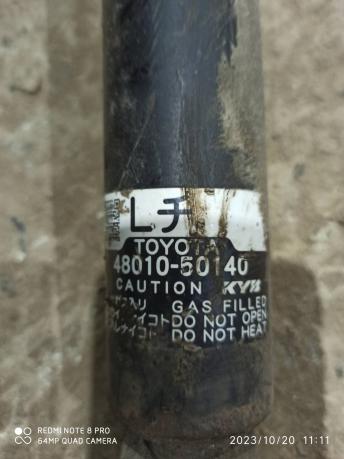 Lチ
TOYOTA
48010-50140
CAUTION KYB
GAS FILLED
DO NOT OPEN
DO NOT HEAT
REDMI NOTE 8 PRO
64MP QUAD CAMERA
2023/10/20 11:11